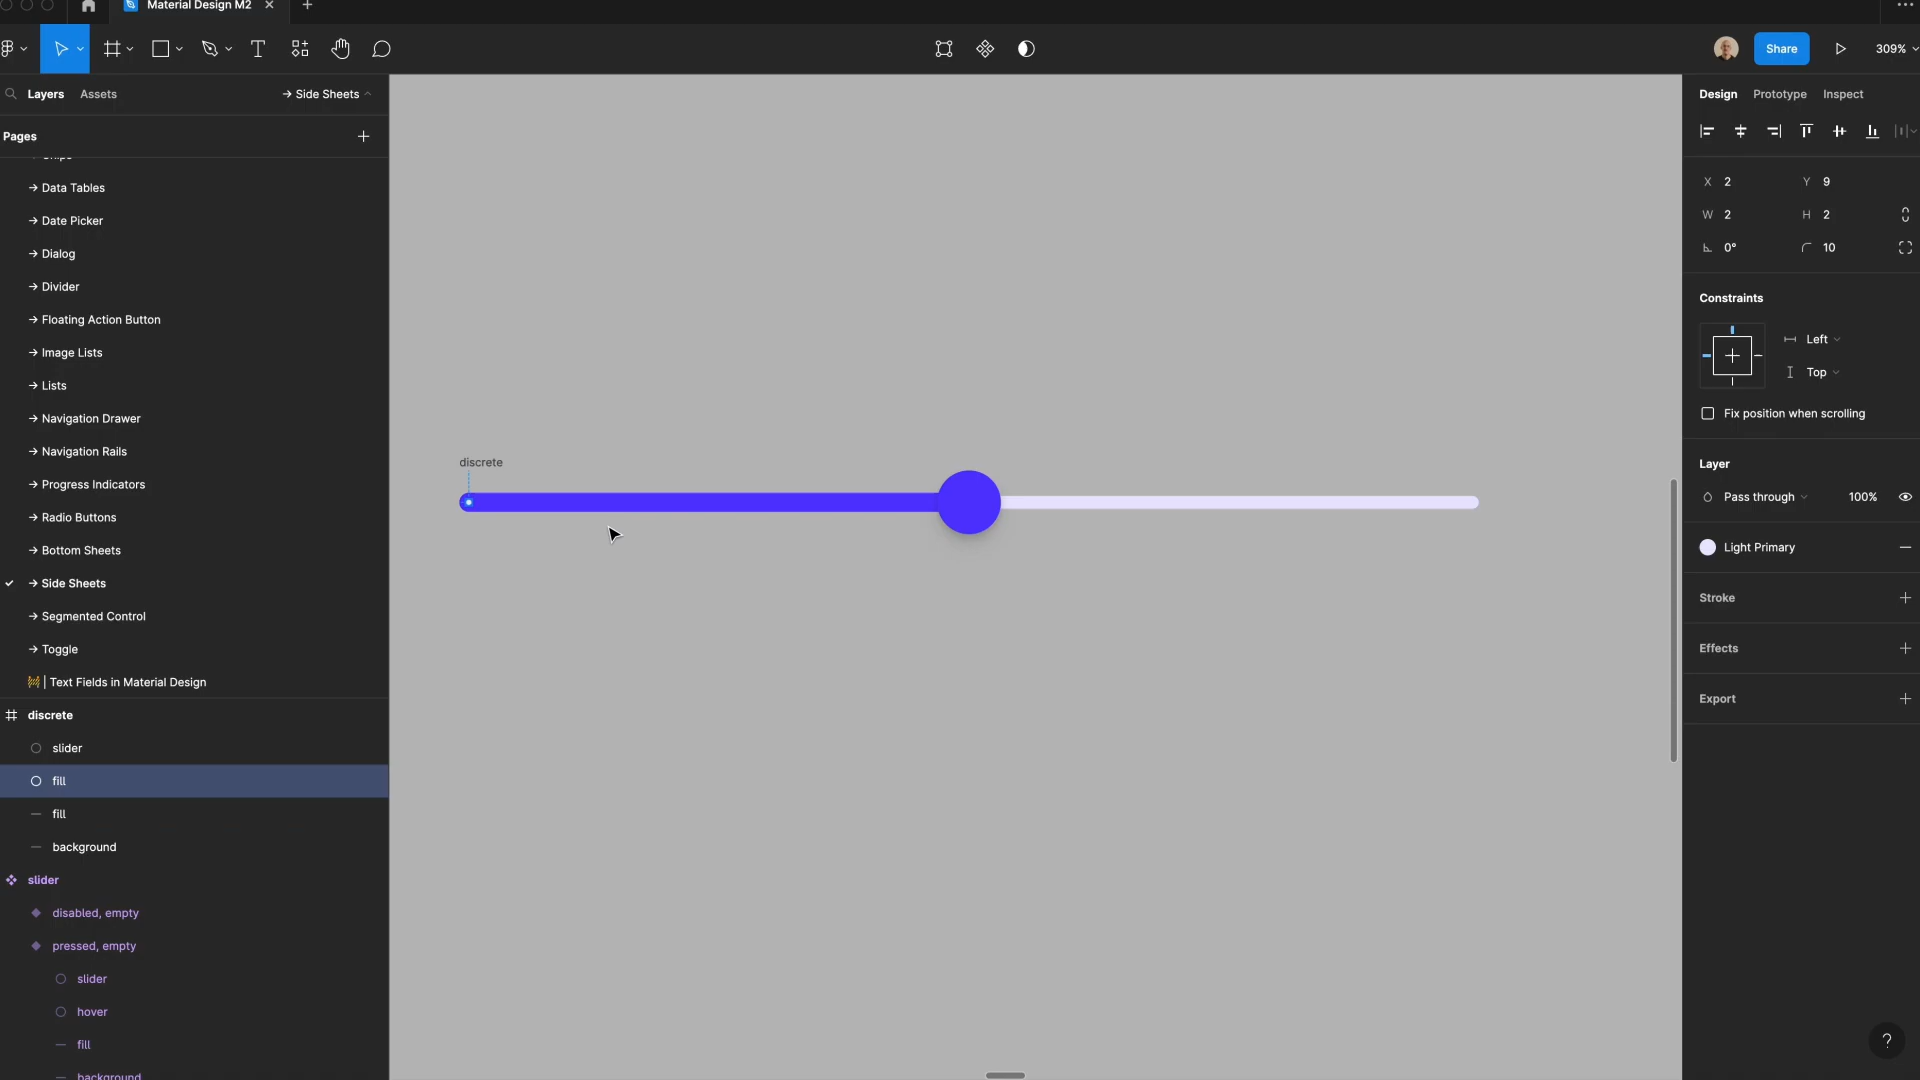 Material Design M2
Share
309%
Layers
Assets
→ Side Sheets
Pages
→ Data Tables
→ Date Picker
→ Dialog
→ Divider
→ Floating Action Button
→ Image Lists
→ Lists
→ Navigation Drawer
→ Navigation Rails
→ Progress Indicators
→ Radio Buttons
→ Bottom Sheets
→ Side Sheets
→ Segmented Control
→ Toggle
🚧 | Text Fields in Material Design
discrete
slider
fill
fill
background
slider
disabled, empty
pressed, empty
slider
hover
fill
background
discrete
Design
Prototype
Inspect
X 2
Y 9
W 2
H 2
0°
10
Constraints
Left
Top
Fix position when scrolling
Layer
Pass through
100%
Light Primary
Stroke
Effects
Export
?